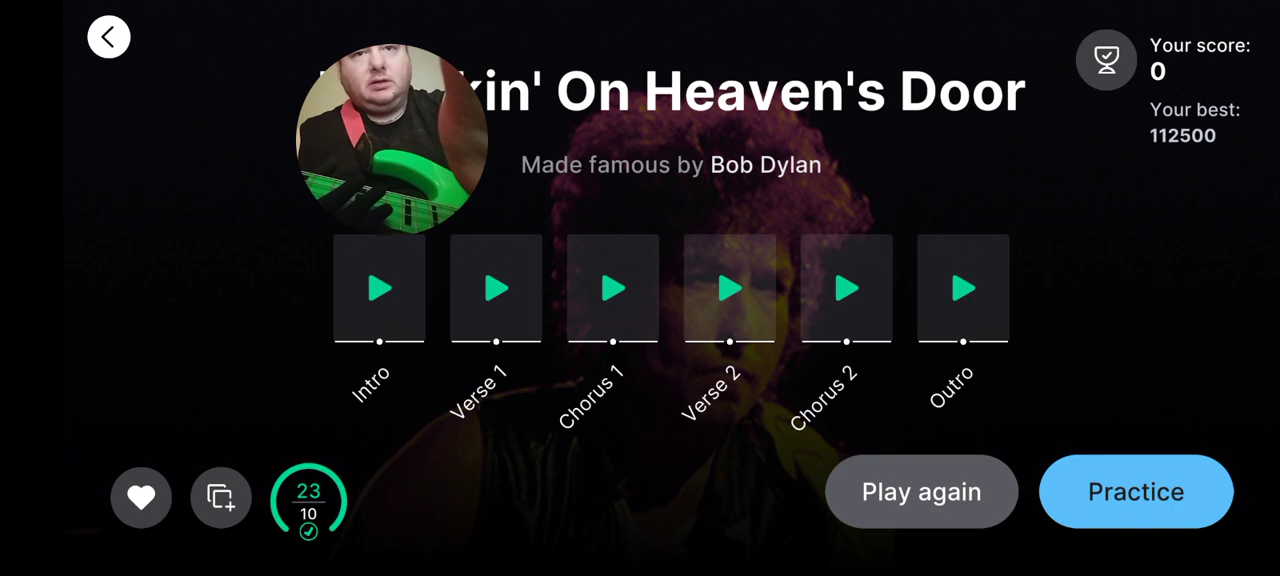 kin' On Heaven's Door
Made famous by Bob Dylan
Your score:
0
Your best:
112500
Intro
Verse 1
Chorus 1
Verse 2
Chorus 2
Outro
23
10
Play again
Practice